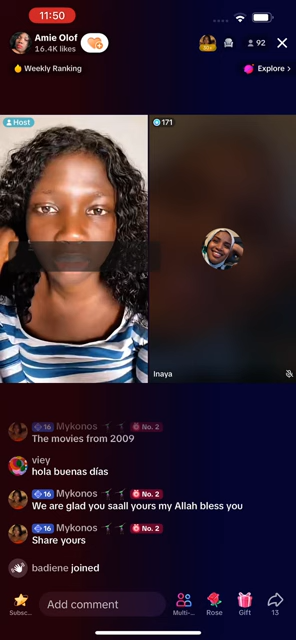 11:50
Amie Olof
16.4K likes
92
Weekly Ranking
Explore >
Host
171
Inaya
16 Mykonos No. 2
The movies from 2009
viey
hola buenas días
16 Mykonos No. 2
We are glad you saall yours my Allah bless you
16 Mykonos No. 2
Share yours
badiene joined
Subsc...
Add comment
Multi-...
Rose
Gift
13